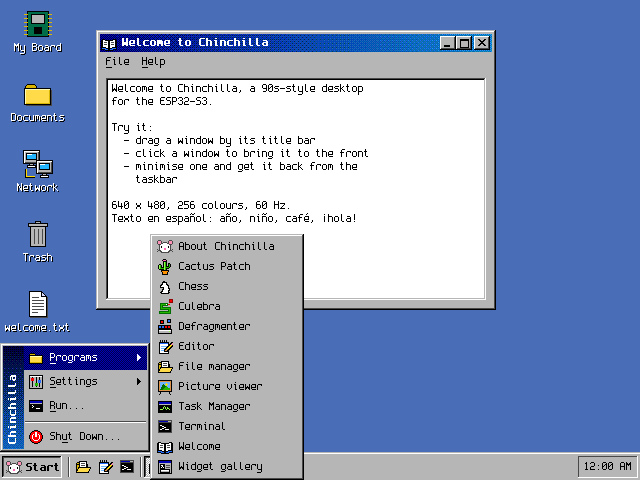 My Board
Documents
Network
Trash
welcome.txt
Welcome to Chinchilla
File Help
Welcome to Chinchilla, a 90s-style desktop
for the ESP32-S3.
Try it:
- drag a window by its title bar
- click a window to bring it to the front
- minimise one and get it back from the
taskbar
640 x 480, 256 colours, 60 Hz.
Texto en español: año, niño, café, ¡hola!
Chinchilla
Programs
Settings
Run...
Shut Down...
About Chinchilla
Cactus Patch
Chess
Culebra
Defragmenter
Editor
File manager
Picture viewer
Task Manager
Terminal
Welcome
Widget gallery
Start
12:00 AM